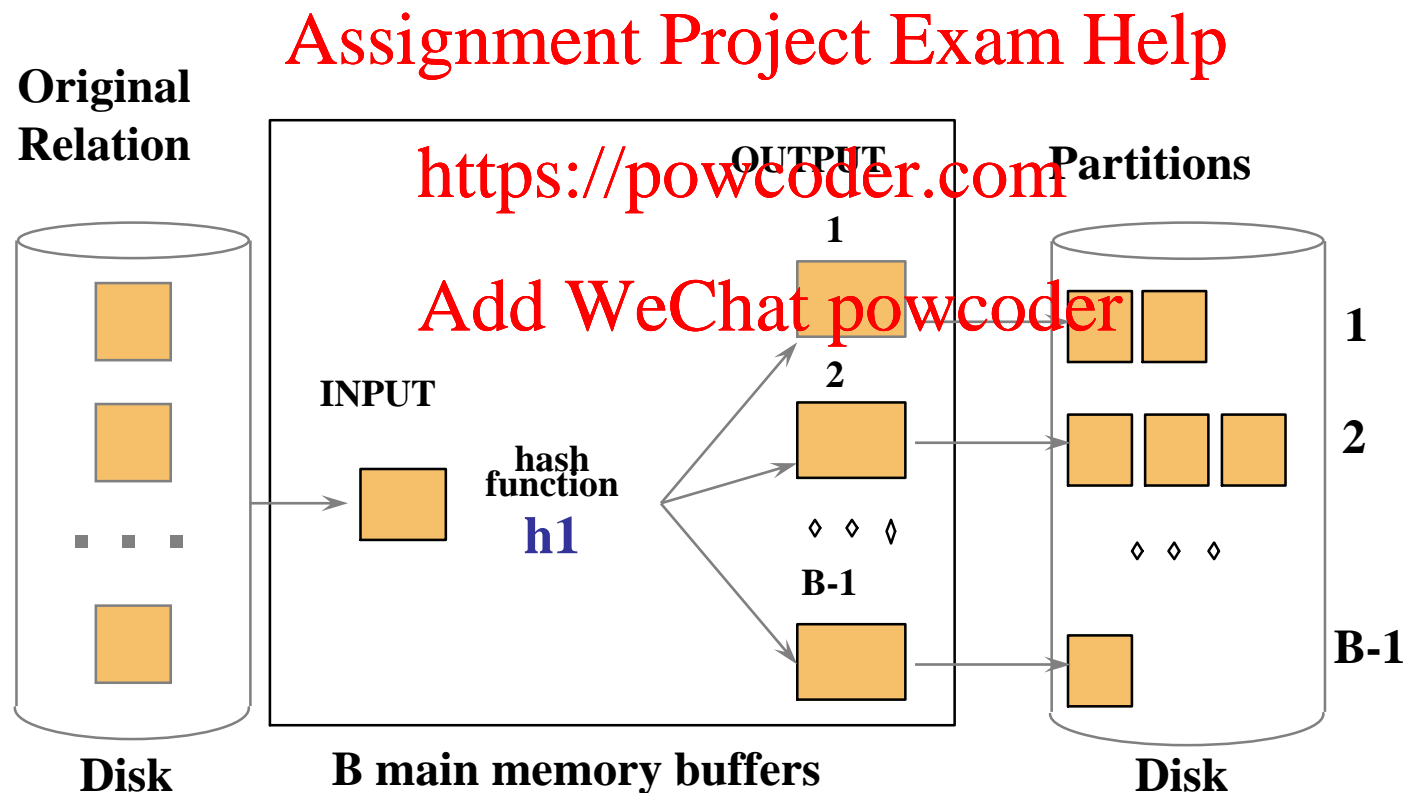 Assignment Project Exam Help
Original
Relation
https://powcoder.com
OUTPUT
Partitions
1
Add WeChat powcoder
1
2
INPUT
2
hash
function
h1
B-1
B-1
B main memory buffers
Disk
Disk